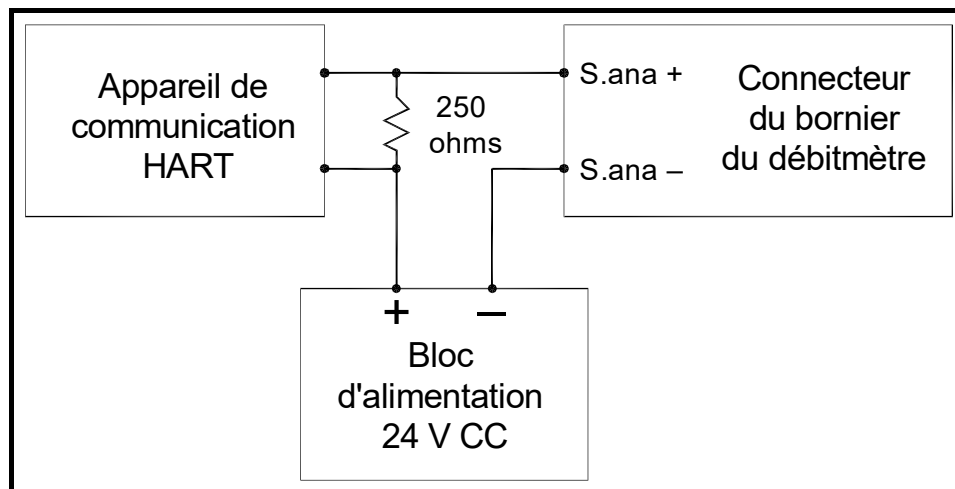 Appareil de
communication
HART
250
ohms
S.ana +
S.ana –
Connecteur
du bornier
du débitmètre
+ –
Bloc
d'alimentation
24 V CC